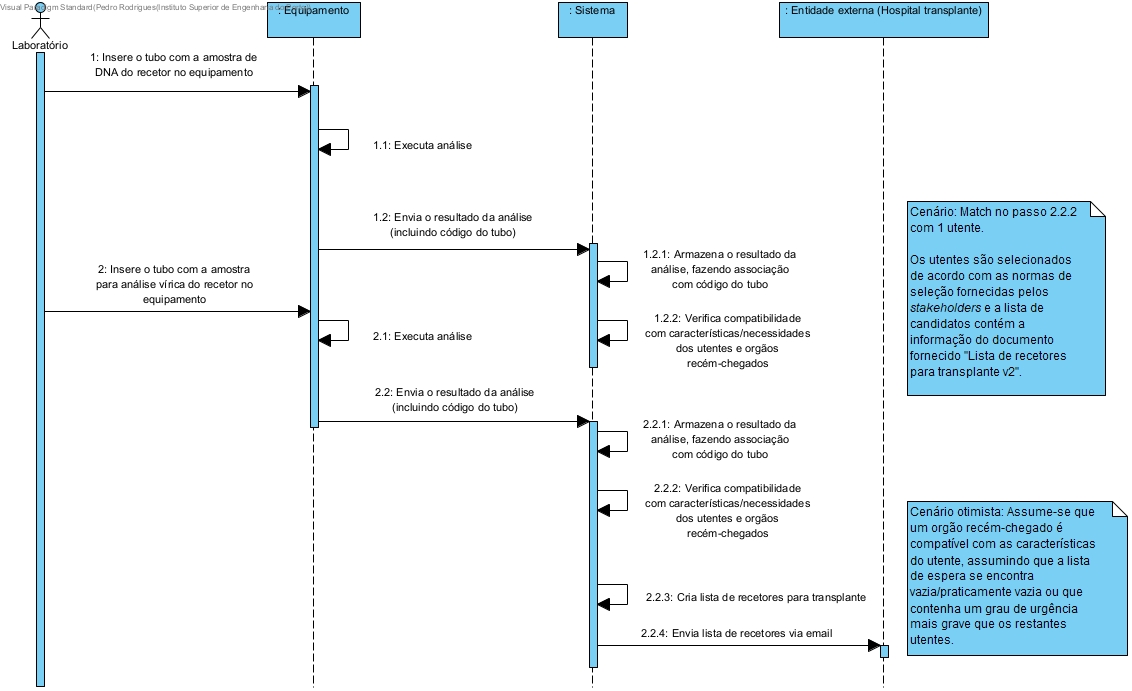 Visual Paradigm Standard(Pedro Rodrigues(Instituto Superior de Engenharia do
: Equipamento
: Sistema
: Entidade externa (Hospital transplante)
Laboratório
1: Insere o tubo com a amostra de
DNA do recetor no equipamento
1.1: Executa análise
1.2: Envia o resultado da análise
(incluindo código do tubo)
1.2.1: Armazena o resultado da
análise, fazendo associação
com código do tubo
2: Insere o tubo com a amostra
para análise vírica do recetor no
equipamento
1.2.2: Verifica compatibilidade
com características/necessidades
dos utentes e orgãos
recém-chegados
2.1: Executa análise
2.2: Envia o resultado da análise
(incluindo código do tubo)
2.2.1: Armazena o resultado da
análise, fazendo associação
com código do tubo
2.2.2: Verifica compatibilidade
com características/necessidades
dos utentes e orgãos
recém-chegados
2.2.3: Cria lista de recetores para transplante
2.2.4: Envia lista de recetores via email
Cenário: Match no passo 2.2.2
com 1 utente.
Os utentes são selecionados
de acordo com as normas de
seleção fornecidas pelos
stakeholders e a lista de
candidatos contém a
informação do documento
fornecido "Lista de recetores
para transplante v2".
Cenário otimista: Assume-se que
um orgão recém-chegado é
compatível com as características
do utente, assumindo que a lista
de espera se encontra
vazia/praticamente vazia ou que
contenha um grau de urgência
mais grave que os restantes
utentes.